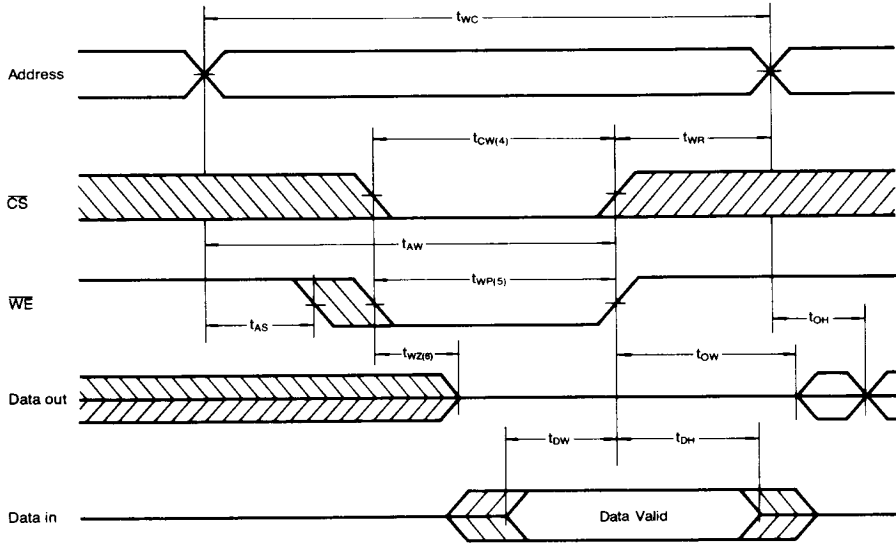 tWC
Address
tCW(4)
tWR
CS
tAW
WE
tWP(5)
tAS
tOH
tWZ(6)
tOW
Data out
tDW
tDH
Data in
Data Valid